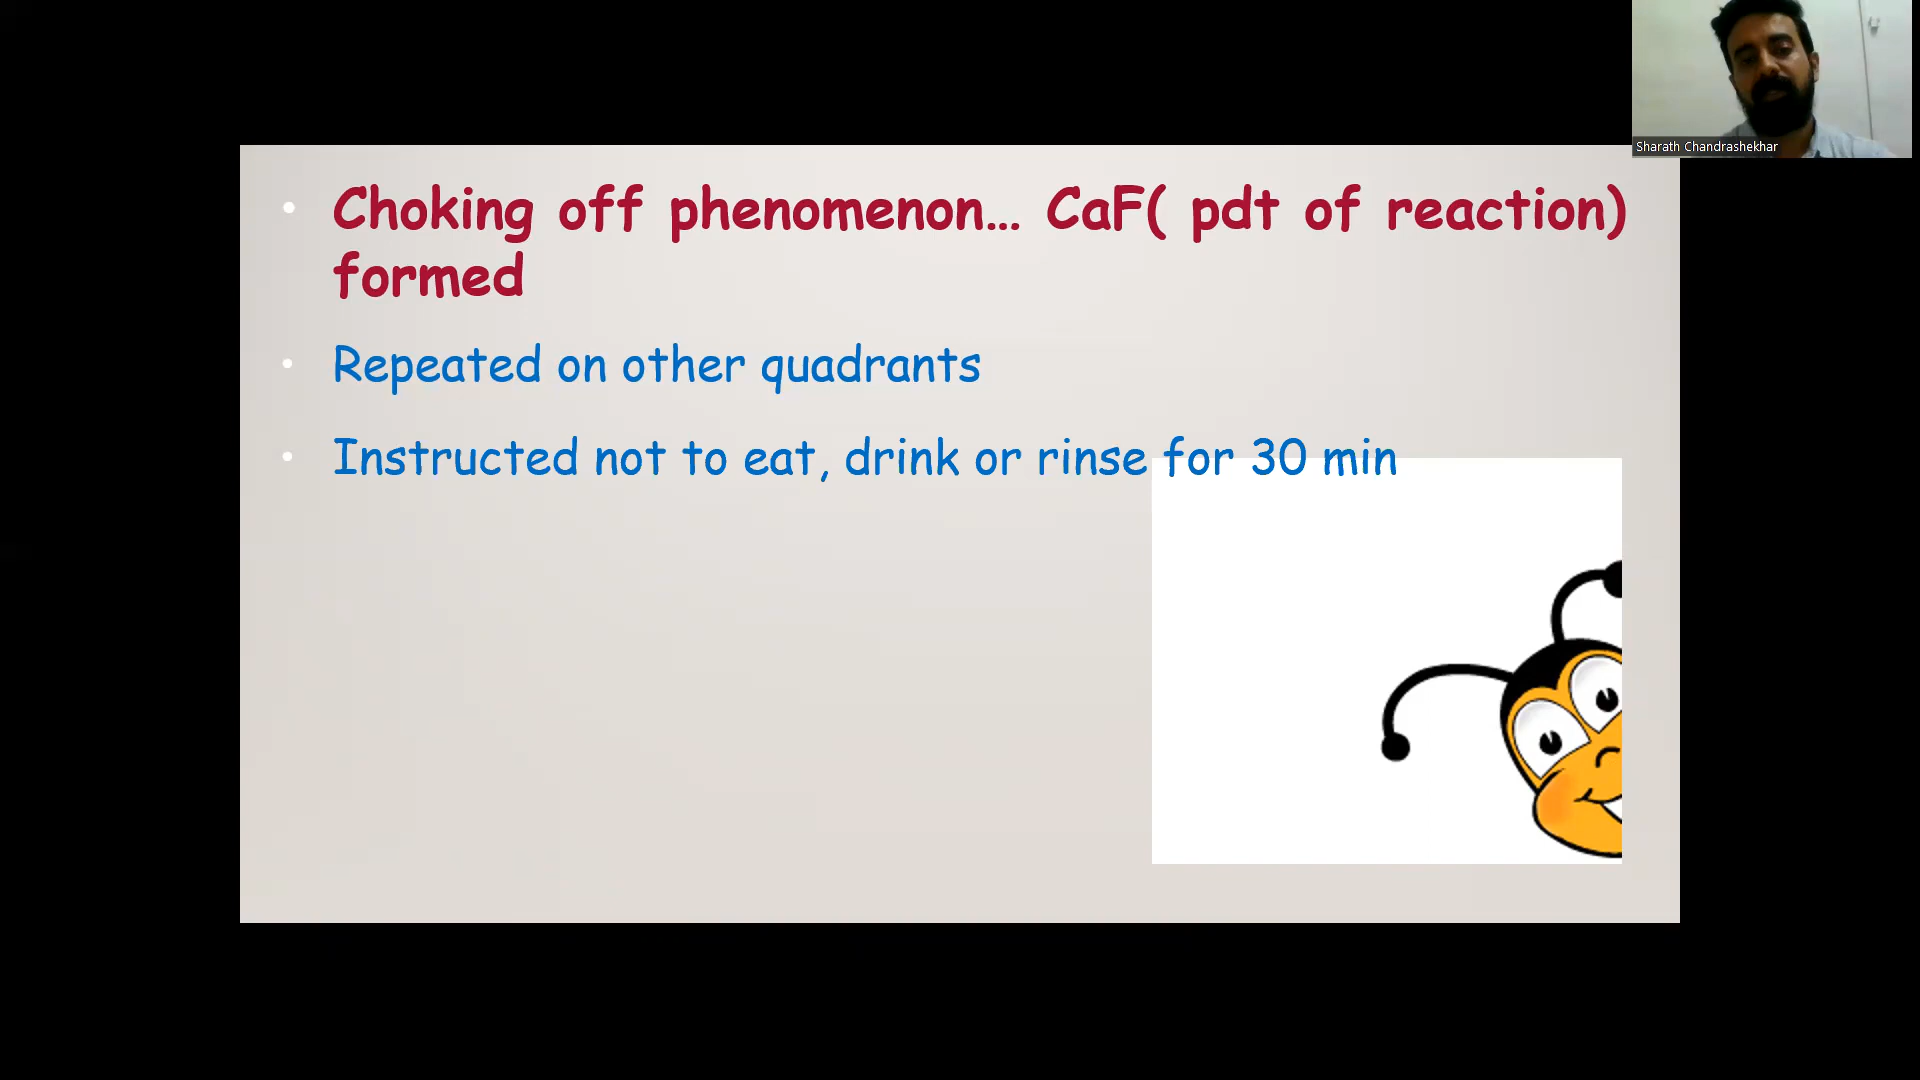 Sharath Chandrashekhar
• Choking off phenomenon... CaF( pdt of reaction)
formed
• Repeated on other quadrants
• Instructed not to eat, drink or rinse for 30 min